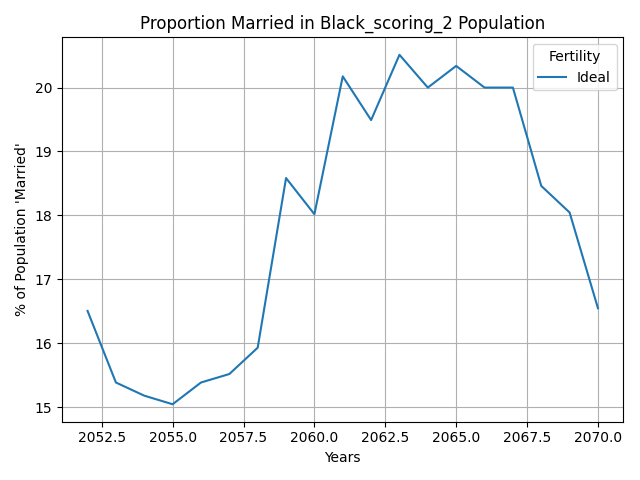 Proportion Married in Black_scoring_2 Population
Fertility
Ideal
% of Population 'Married'
20
19
18
17
16
15
2052.5 2055.0 2057.5 2060.0 2062.5 2065.0 2067.5 2070.0
Years